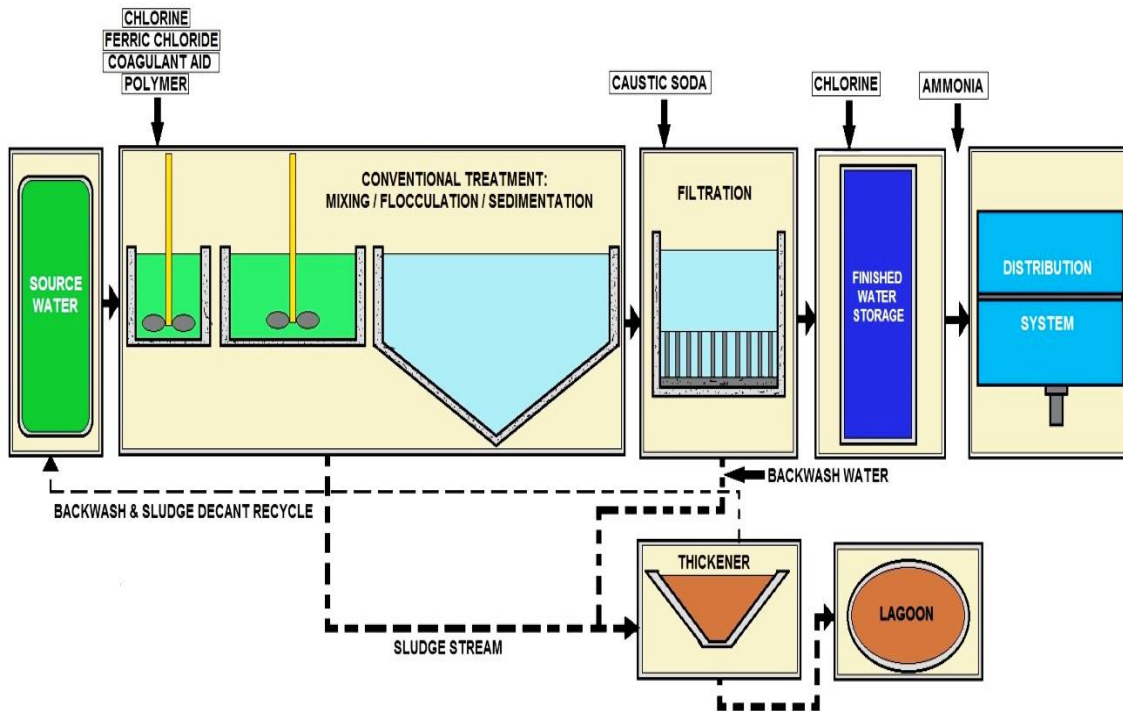 CHLORINE
FERRIC CHLORIDE
COAGULANT AID
POLYMER
CAUSTIC SODA
CHLORINE
AMMONIA
SOURCE
WATER
CONVENTIONAL TREATMENT:
MIXING / FLOCCULATION / SEDIMENTATION
FILTRATION
FINISHED
WATER
STORAGE
DISTRIBUTION
SYSTEM
BACKWASH WATER
BACKWASH & SLUDGE DECANT RECYCLE
THICKENER
LAGOON
SLUDGE STREAM